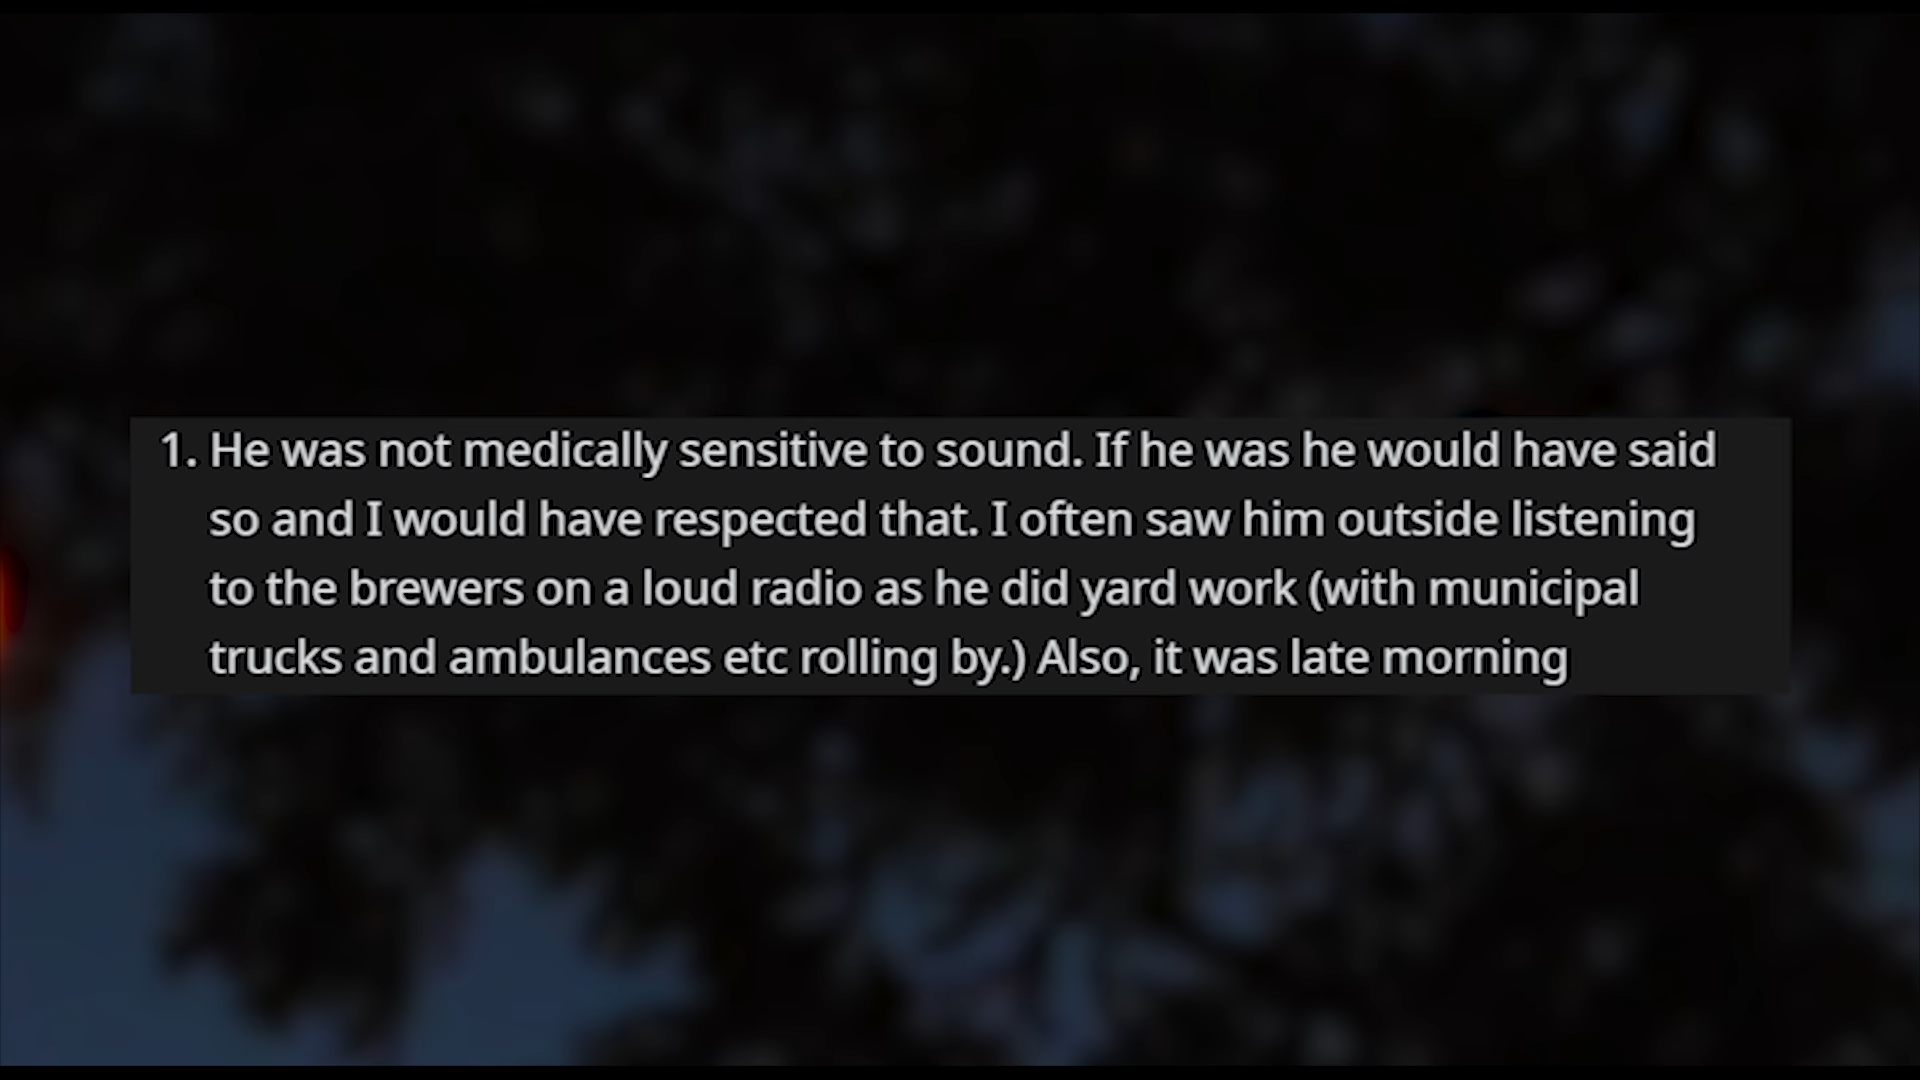 1. He was not medically sensitive to sound. If he was he would have said
so and I would have respected that. I often saw him outside listening
to the brewers on a loud radio as he did yard work (with municipal
trucks and ambulances etc rolling by.) Also, it was late morning